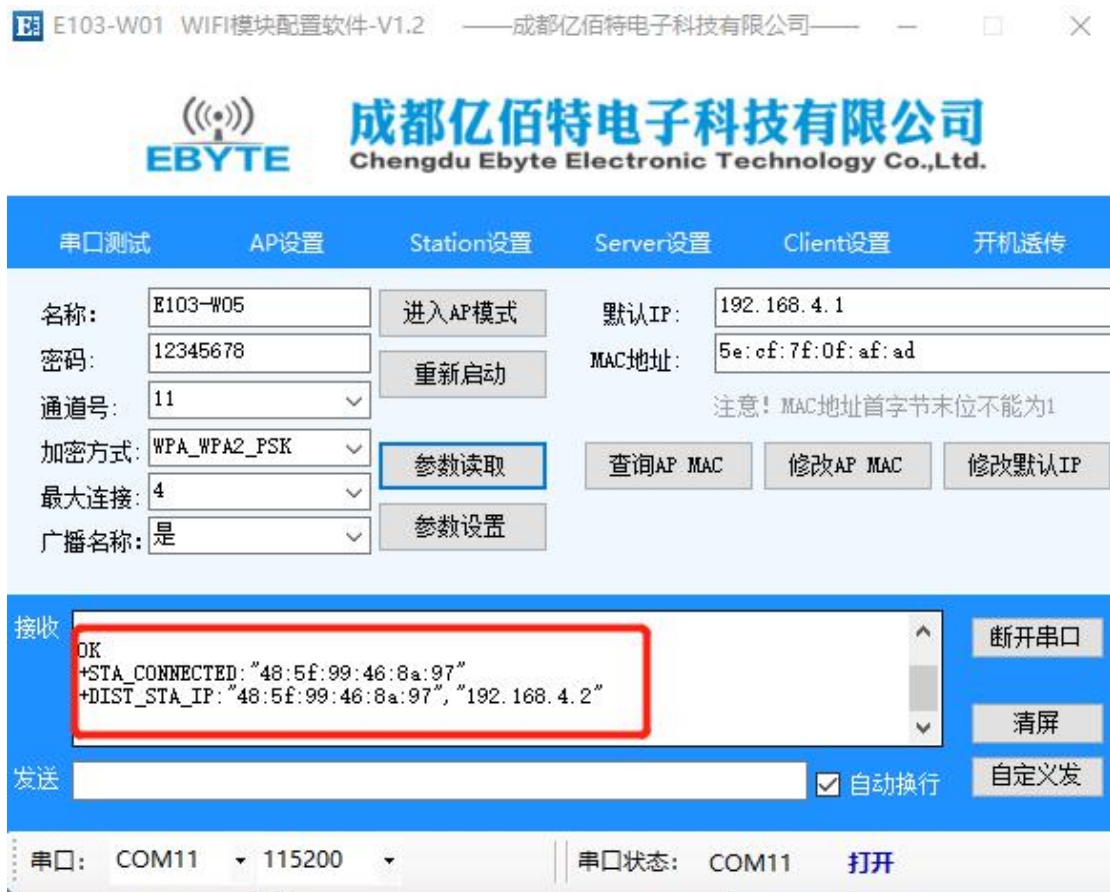 E103-W01 WIFI模块配置软件-V1.2 ——成都亿佰特电子科技有限公司——
EBYTE
成都亿佰特电子科技有限公司
Chengdu Ebyte Electronic Technology Co.,Ltd.
串口测试 AP设置 Station设置 Server设置 Client设置 开机透传
名称: E103-W05 进入AP模式 默认IP: 192.168.4.1
密码: 12345678 重新启动 MAC地址: 5e:cf:7f:0f:af:ad
通道号: 11 注意! MAC地址首字节末位不能为1
加密方式: WPA_WPA2_PSK 参数读取 查询AP MAC 修改AP MAC 修改默认IP
最大连接: 4
广播名称: 是 参数设置
接收
OK
+STA_CONNECTED:"48:5f:99:46:8a:97"
+DIST_STA_IP:"48:5f:99:46:8a:97","192.168.4.2"
断开串口
清屏
发送 自动换行 自定义发
串口: COM11 115200 串口状态: COM11 打开